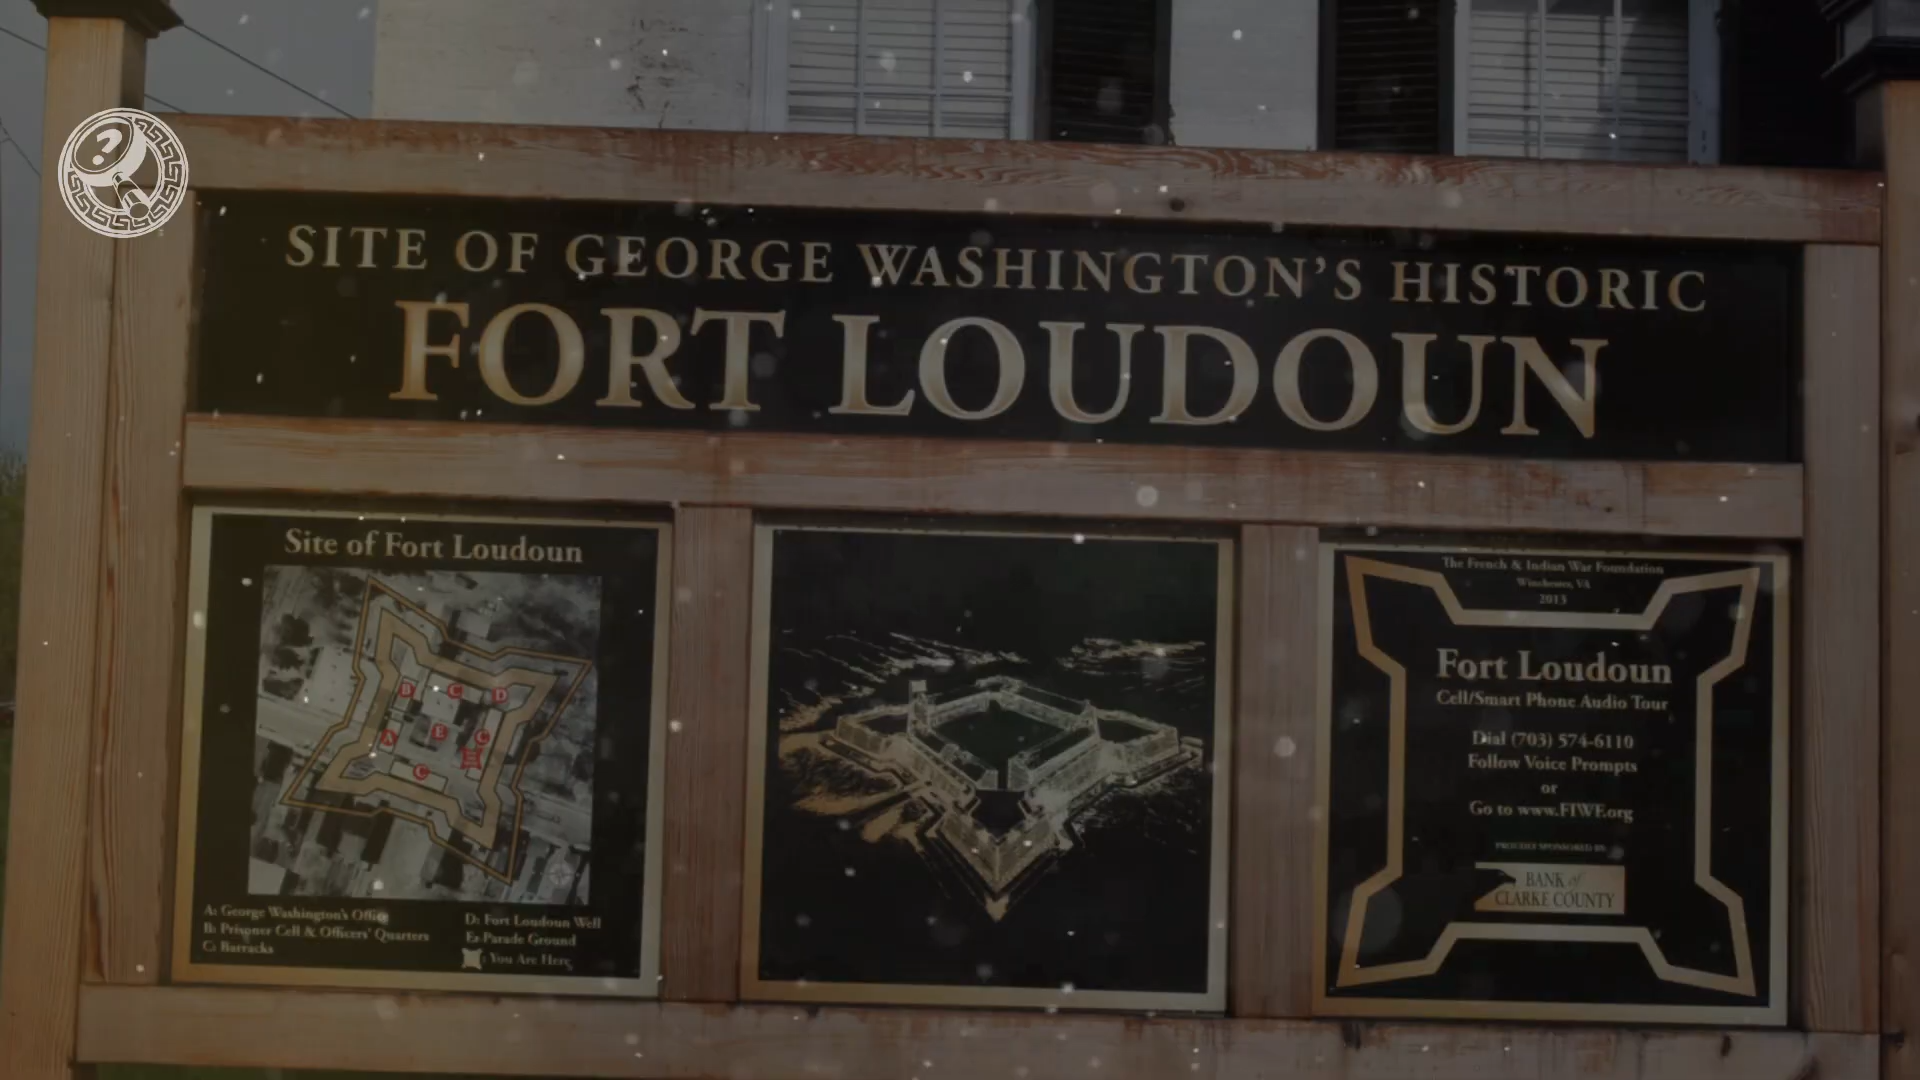 SITE OF GEORGE WASHINGTON'S HISTORIC
FORT LOUDOUN
Site of Fort Loudoun
B C D
A E C
C
A: George Washington's Office
B: Prisoner Cell & Officers' Quarters
C: Barracks
D: Fort Loudoun Well
E: Parade Ground
: You Are Here
The French & Indian War Foundation
Winchester, VA
2013
Fort Loudoun
Cell/Smart Phone Audio Tour
Dial (703) 574-6110
Follow Voice Prompts
or
Go to www.FIWF.org
PROUDLY SPONSORED BY
BANK of
CLARKE COUNTY
?